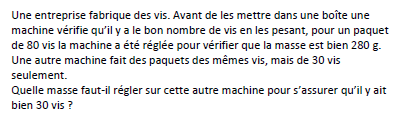 Une entreprise fabrique des vis. Avant de les mettre dans une boîte une
machine vérifie qu'il y a le bon nombre de vis en les pesant, pour un paquet
de 80 vis la machine a été réglée pour vérifier que la masse est bien 280 g.
Une autre machine fait des paquets des mêmes vis, mais de 30 vis
seulement.
Quelle masse faut-il régler sur cette autre machine pour s'assurer qu'il y ait
bien 30 vis ?